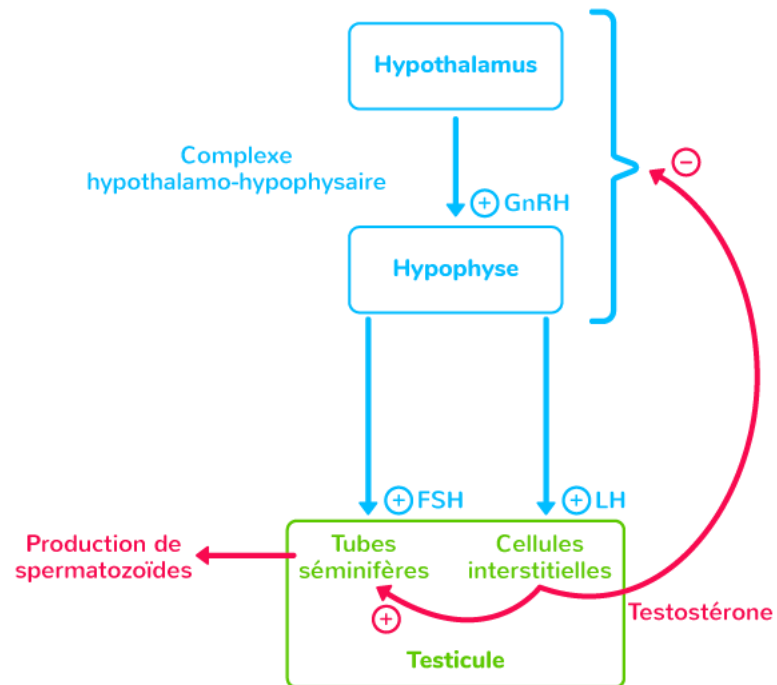 Hypothalamus
Complexe
hypothalamo-hypophysaire
−
+ GnRH
Hypophyse
+ FSH
+ LH
Production de
spermatozoïdes
Tubes
séminifères
Cellules
interstitielles
+
Testostérone
Testicule